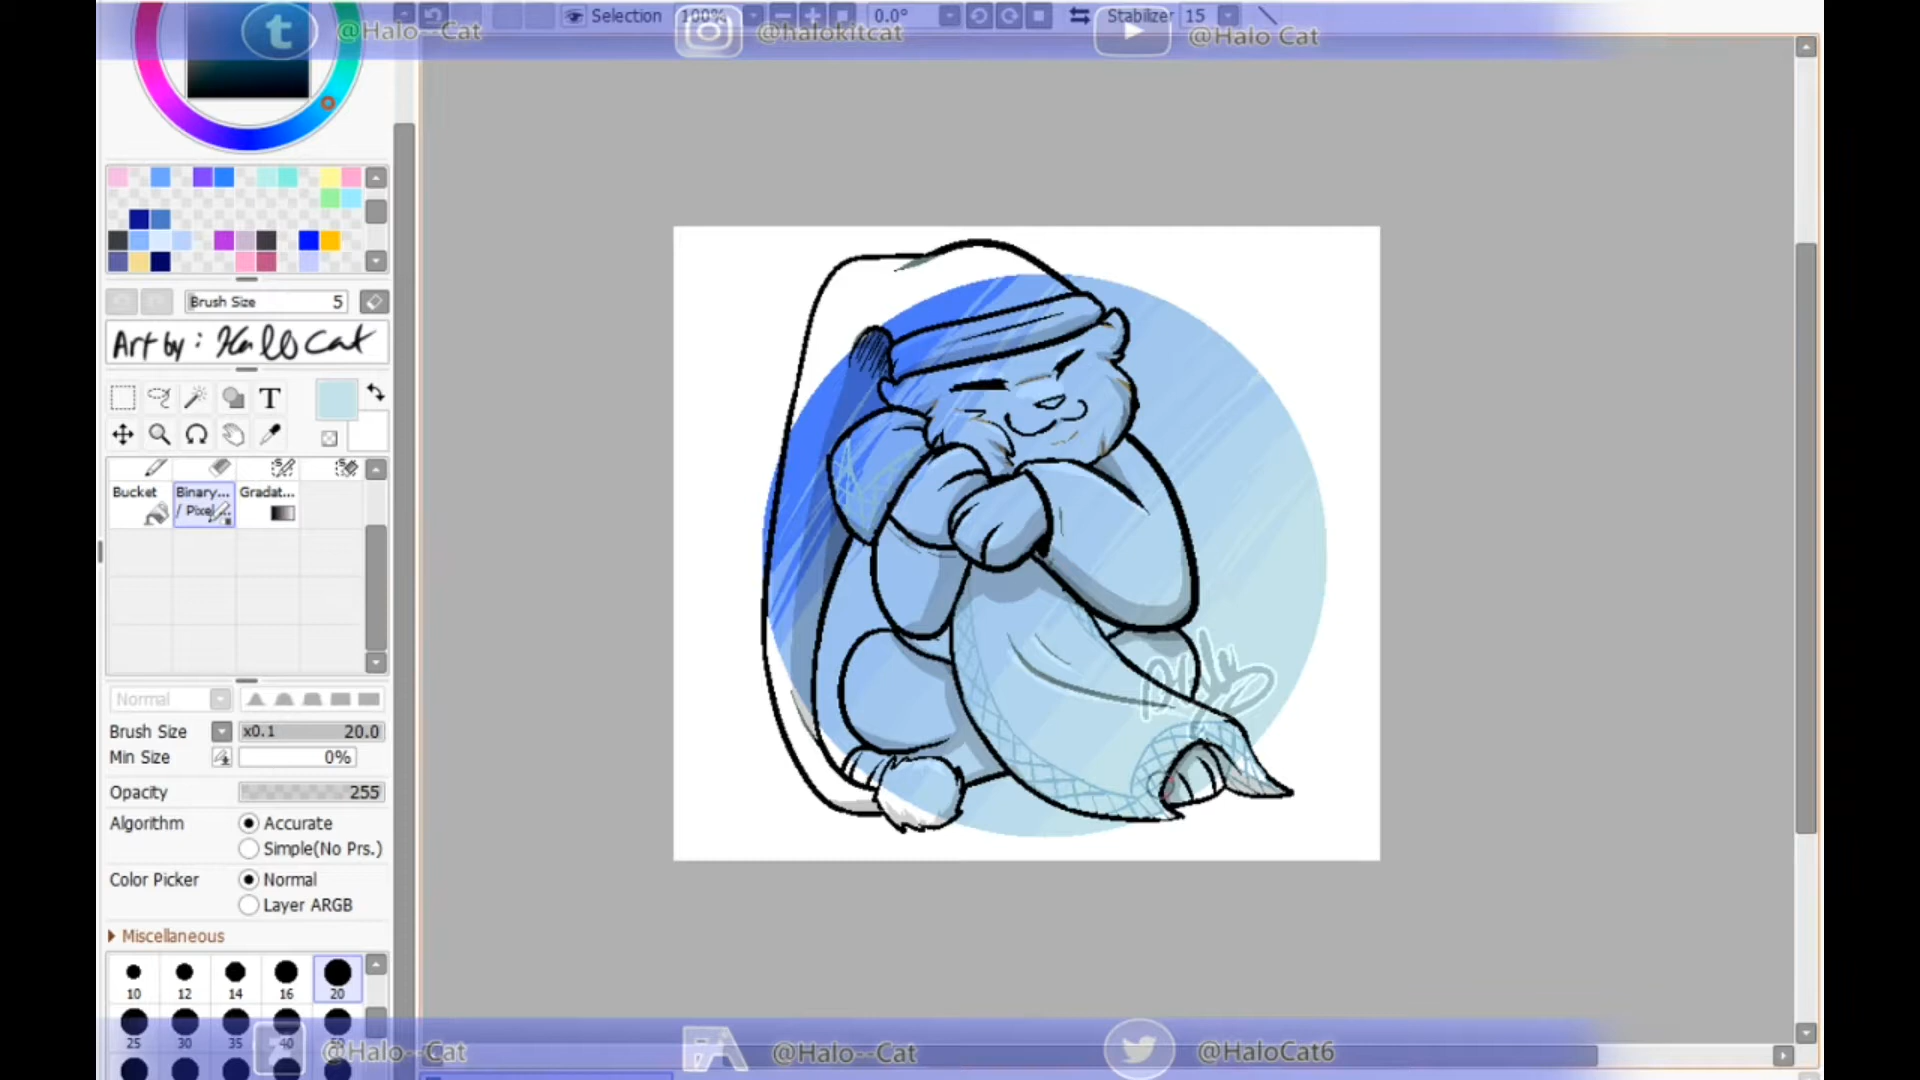 Selection 100% 0.0° Stabilizer 15
@Halo--Cat @halokitcat @Halo Cat
Brush Size 5
Art by: Halo Cat
T
Bucket Binary... Gradat...
/ Pixel
Normal
Brush Size x0.1 20.0
Min Size 0%
Opacity 255
Algorithm Accurate
Simple(No Prs.)
Color Picker Normal
Layer ARGB
Miscellaneous
10 12 14 16 20
25 30 35 40 50
@Halo--Cat FA @Halo--Cat @HaloCat6